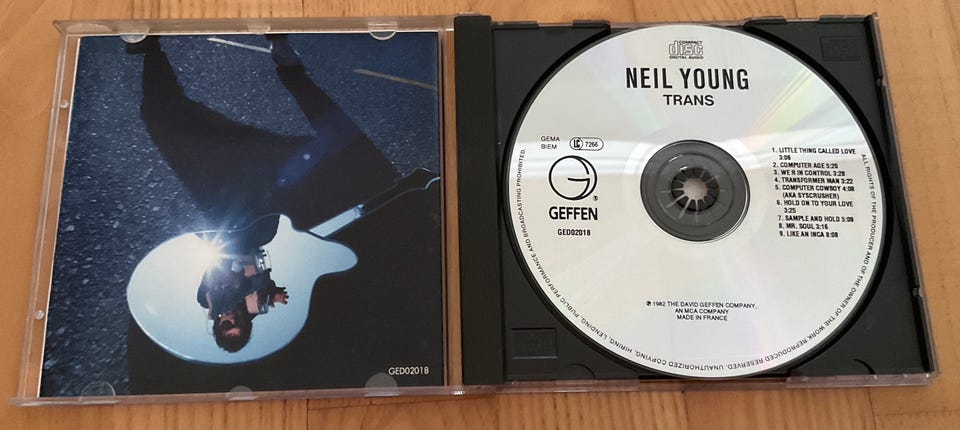 GED02018
COMPACT
disc
DIGITAL AUDIO
NEIL YOUNG
TRANS
GEMA
BIEM
LC 7266
GEFFEN
GED02018
1. LITTLE THING CALLED LOVE
3:06
2. COMPUTER AGE 5:20
3. WE R IN CONTROL 3:28
4. TRANSFORMER MAN 3:22
5. COMPUTER COWBOY 4:08
(AKA SYSCRUSHER)
6. HOLD ON TO YOUR LOVE
3:25
7. SAMPLE AND HOLD 5:09
8. MR. SOUL 3:16
9. LIKE AN INCA 8:08
℗ 1982 THE DAVID GEFFEN COMPANY,
AN MCA COMPANY
MADE IN FRANCE
ALL RIGHTS OF THE PRODUCER AND OF THE OWNER OF THE WORK REPRODUCED RESERVED. UNAUTHORIZED COPYING, HIRING, LENDING, PUBLIC PERFORMANCE AND BROADCASTING PROHIBITED.